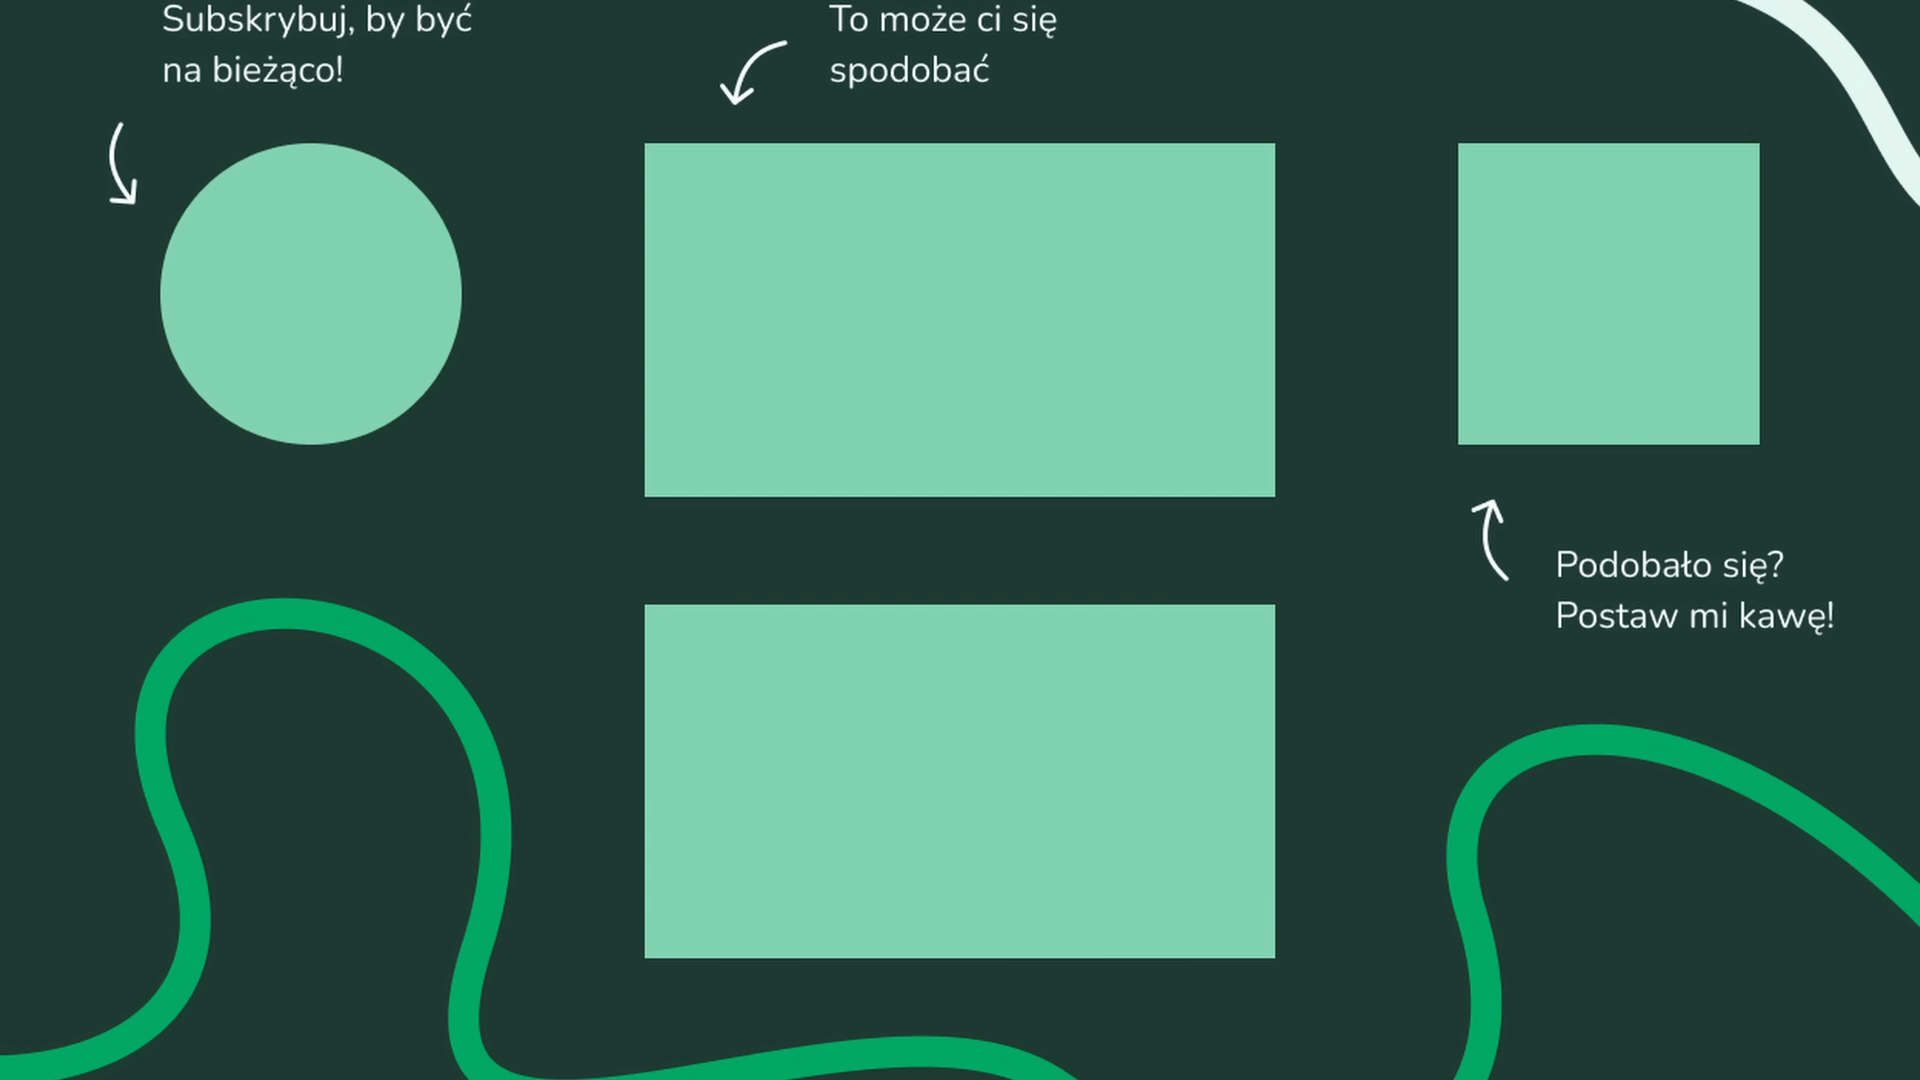 Subskrybuj, by być
na bieżąco!
To może ci się
spodobać
Podobało się?
Postaw mi kawę!